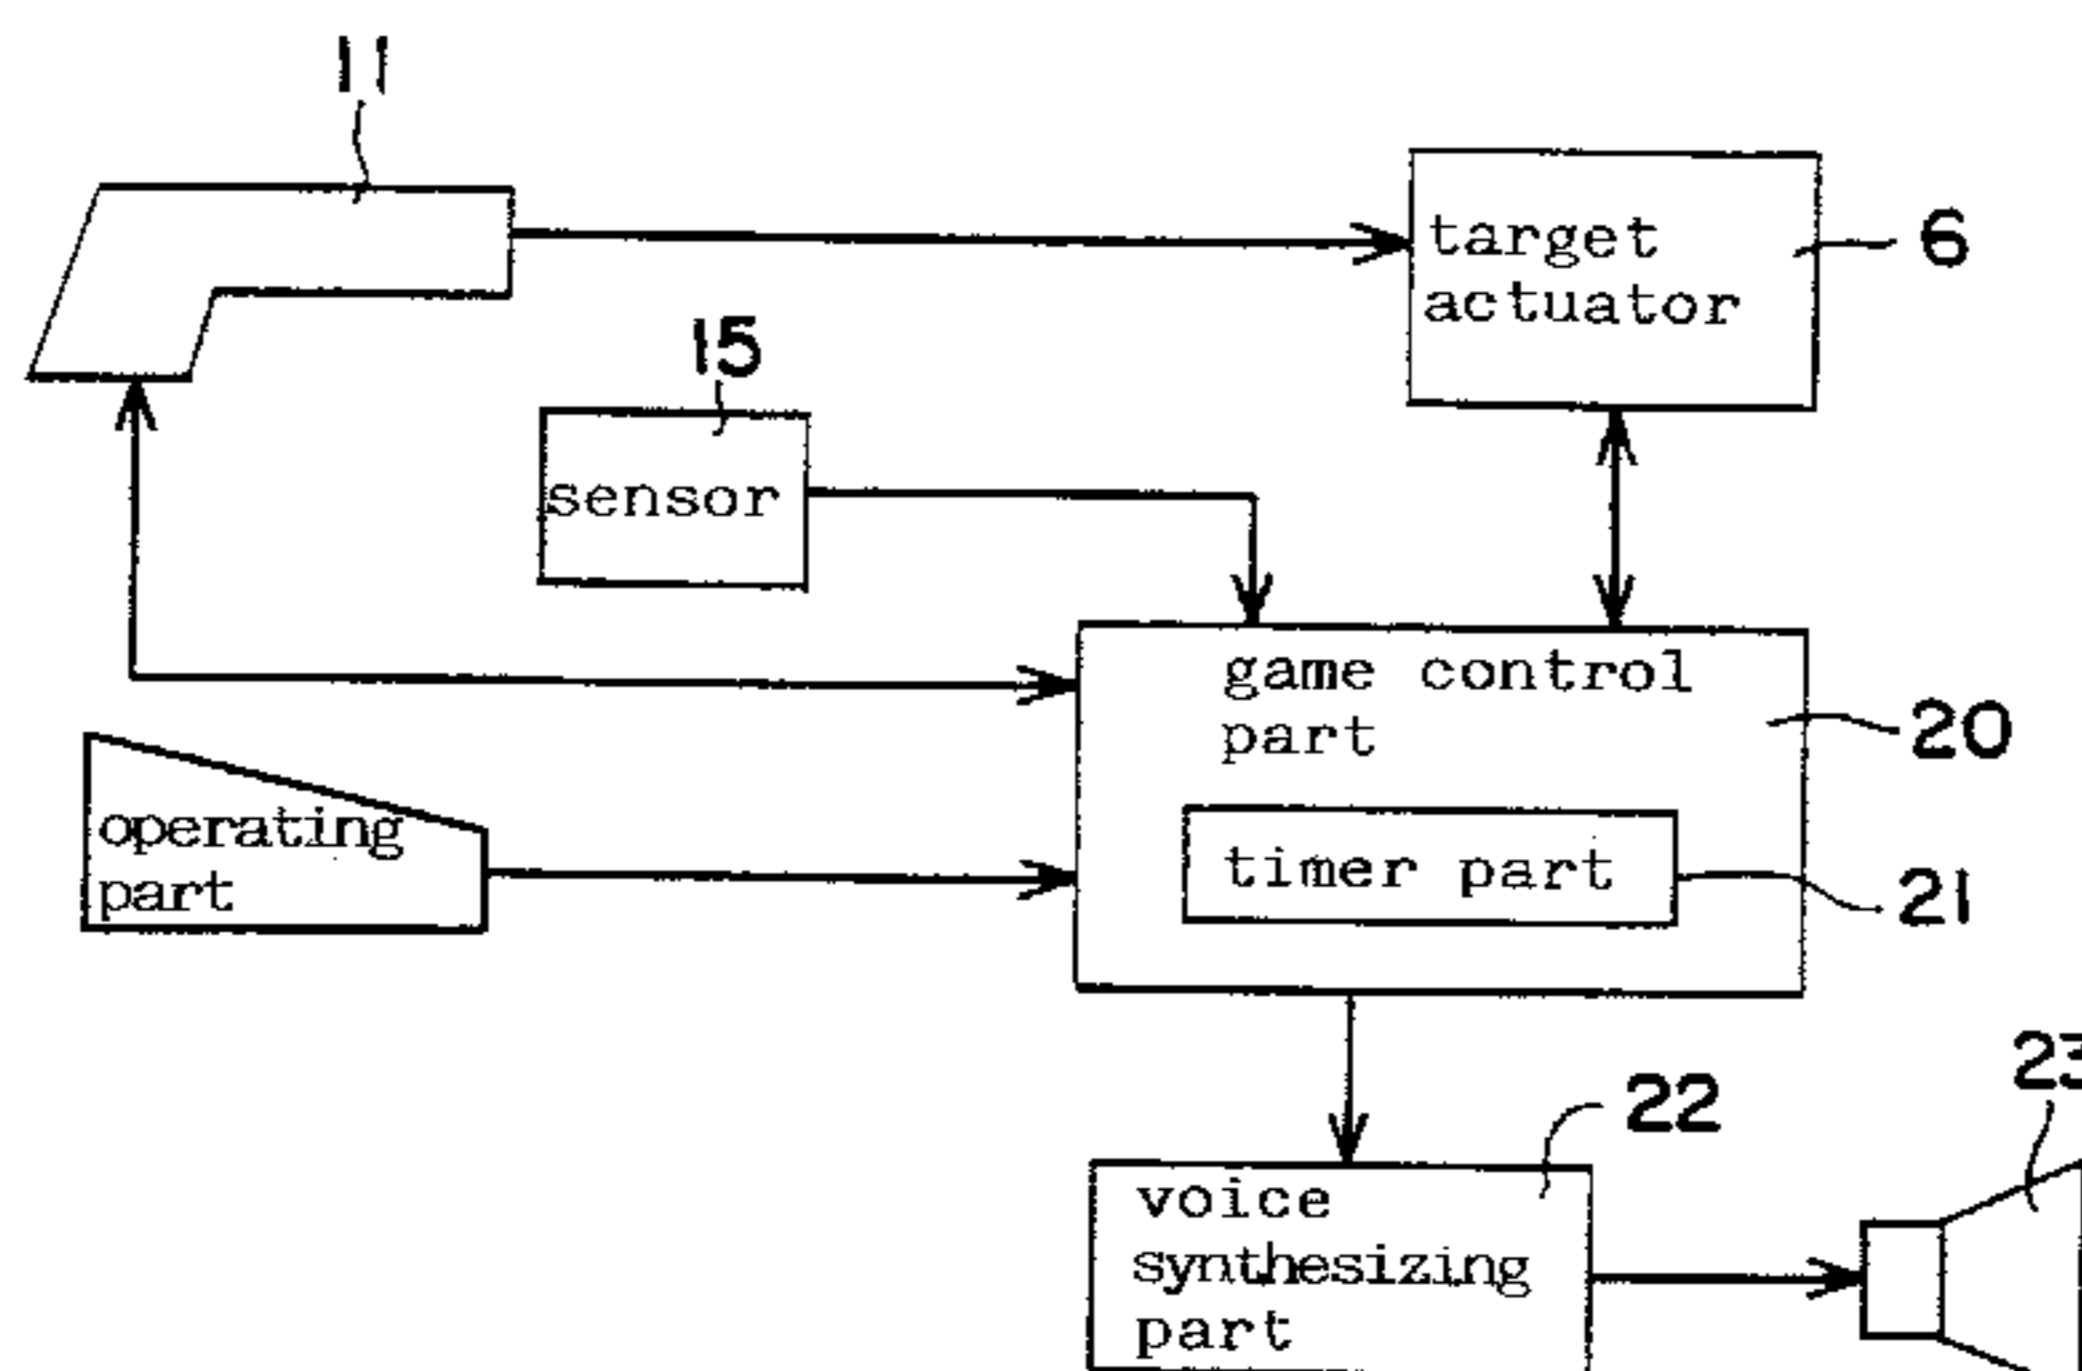 11
target
actuator
6
15
sensor
game control
part
20
operating
part
timer part
21
22
23
voice
synthesizing
part